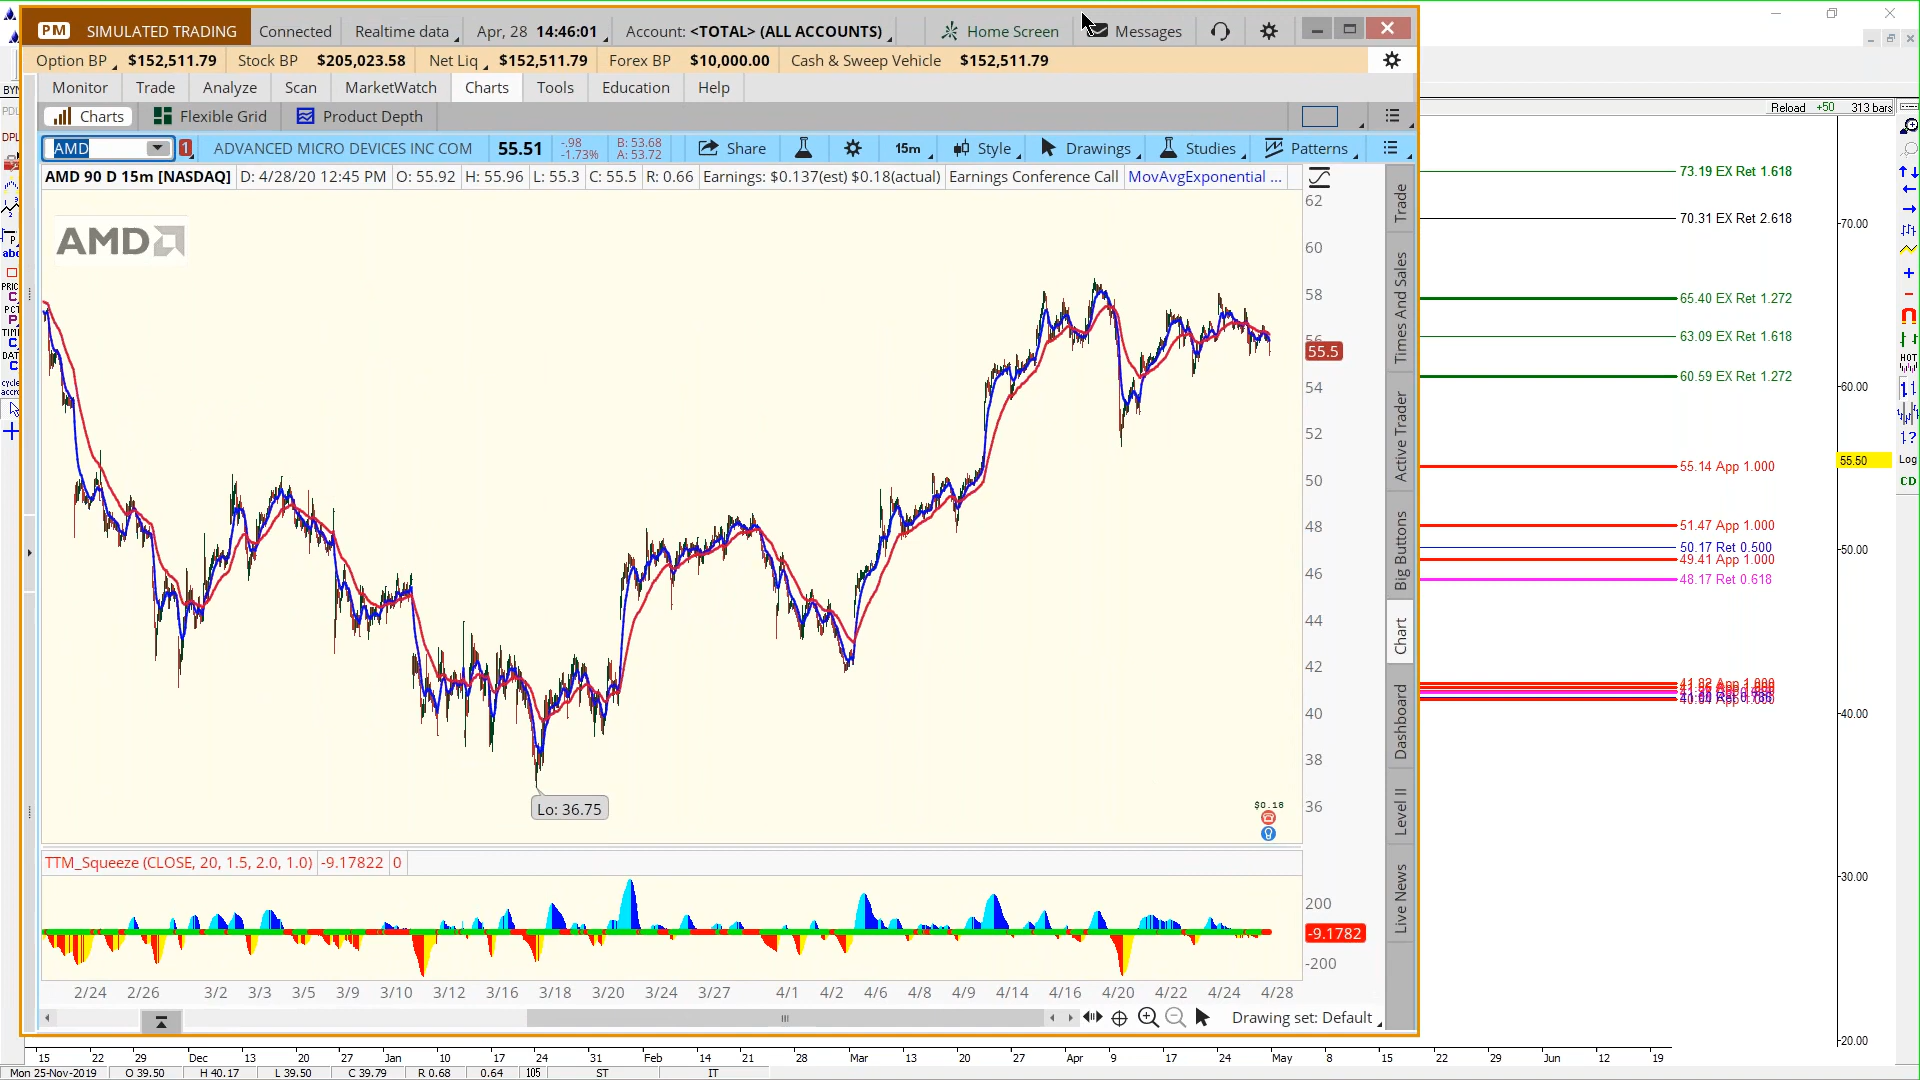 PM SIMULATED TRADING Connected Realtime data Apr, 28 14:46:01 Account: <TOTAL> (ALL ACCOUNTS) Home Screen Messages
Option BP $152,511.79 Stock BP $205,023.58 Net Liq $152,511.79 Forex BP $10,000.00 Cash & Sweep Vehicle $152,511.79
Monitor Trade Analyze Scan MarketWatch Charts Tools Education Help
Charts Flexible Grid Product Depth
Reload +50 313 bars
AMD 1 ADVANCED MICRO DEVICES INC COM 55.51 -.98 -1.73% B: 53.68 A: 53.72 Share 15m Style Drawings Studies Patterns
AMD 90 D 15m [NASDAQ] D: 4/28/20 12:45 PM O: 55.92 H: 55.96 L: 55.3 C: 55.5 R: 0.66 Earnings: $0.137(est) $0.18(actual) Earnings Conference Call MovAvgExponential ...
AMD
62
60
58
56
55.5
54
52
50
48
46
44
42
40
38
36
Lo: 36.75
$0.18
TTM_Squeeze (CLOSE, 20, 1.5, 2.0, 1.0) -9.17822 0
200
-9.1782
-200
2/24 2/26 3/2 3/3 3/5 3/9 3/10 3/12 3/16 3/18 3/20 3/24 3/27 4/1 4/2 4/6 4/8 4/9 4/14 4/16 4/20 4/22 4/24 4/28
Drawing set: Default
Trade
Times And Sales
Active Trader
Big Buttons
Chart
Dashboard
Level II
Live News
73.19 EX Ret 1.618
70.31 EX Ret 2.618
65.40 EX Ret 1.272
63.09 EX Ret 1.618
60.59 EX Ret 1.272
55.14 App 1.000
51.47 App 1.000
50.17 Ret 0.500
49.41 App 1.000
48.17 Ret 0.618
70.00
60.00
55.50
50.00
40.00
30.00
20.00
HOT
Log
CD
15 22 29 Dec 13 20 27 Jan 10 17 24 31 Feb 14 21 28 Mar 13 20 27 Apr 9 17 24 May 8 15 22 29 Jun 12 19
Mon 25-Nov-2019 O 39.50 H 40.17 L 39.50 C 39.79 R 0.68 0.64 105 ST IT